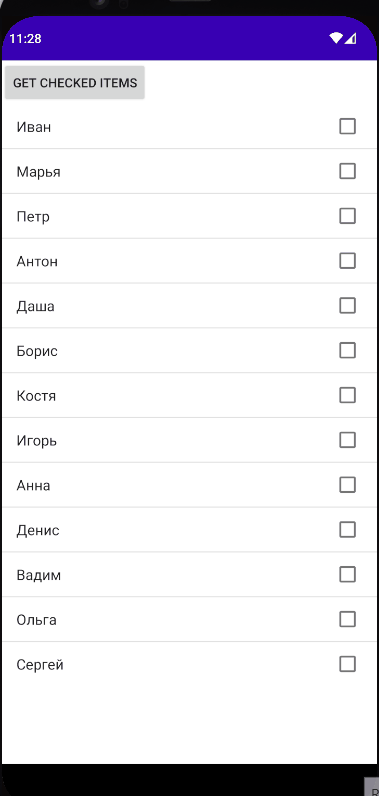 11:28
GET CHECKED ITEMS
Иван
Марья
Петр
Антон
Даша
Борис
Костя
Игорь
Анна
Денис
Вадим
Ольга
Сергей